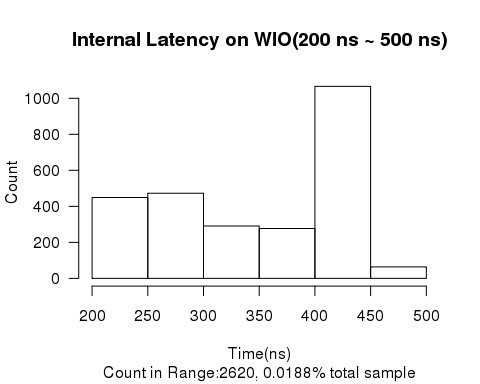 Internal Latency on WIO(200 ns ~ 500 ns)
1000
800
600
400
200
0
Count
200 250 300 350 400 450 500
Time(ns)
Count in Range:2620, 0.0188% total sample